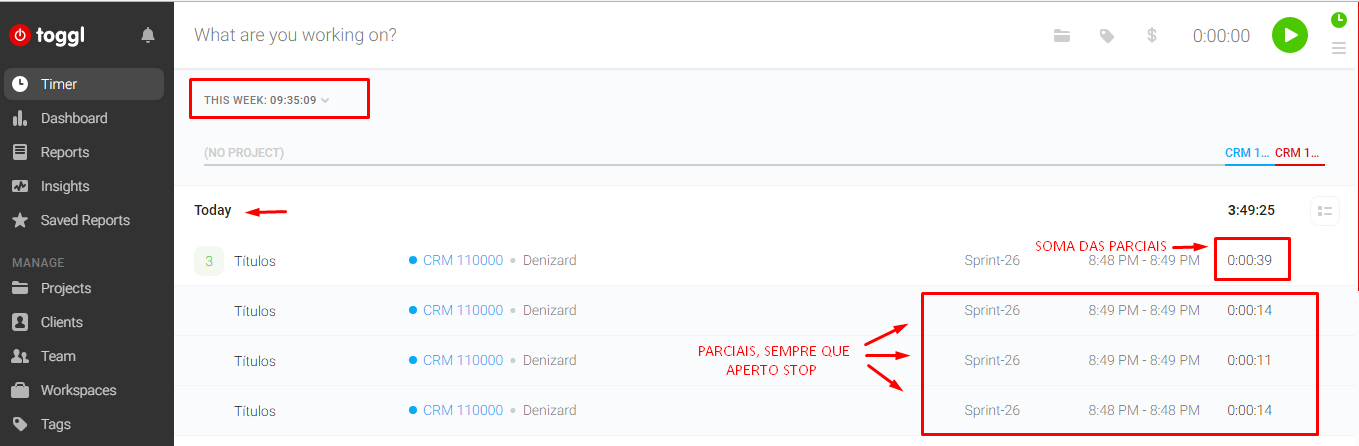 toggl
What are you working on?
$
0:00:00
Timer
THIS WEEK: 09:35:09
Dashboard
Reports
(NO PROJECT)
CRM 1... CRM 1...
Insights
Saved Reports
Today
3:49:25
MANAGE
SOMA DAS PARCIAIS
3 Títulos CRM 110000 • Denizard Sprint-26 8:48 PM - 8:49 PM 0:00:39
Projects
Títulos CRM 110000 • Denizard Sprint-26 8:49 PM - 8:49 PM 0:00:14
Clients
PARCIAIS, SEMPRE QUE
APERTO STOP
Team
Títulos CRM 110000 • Denizard Sprint-26 8:49 PM - 8:49 PM 0:00:11
Workspaces
Títulos CRM 110000 • Denizard Sprint-26 8:48 PM - 8:48 PM 0:00:14
Tags